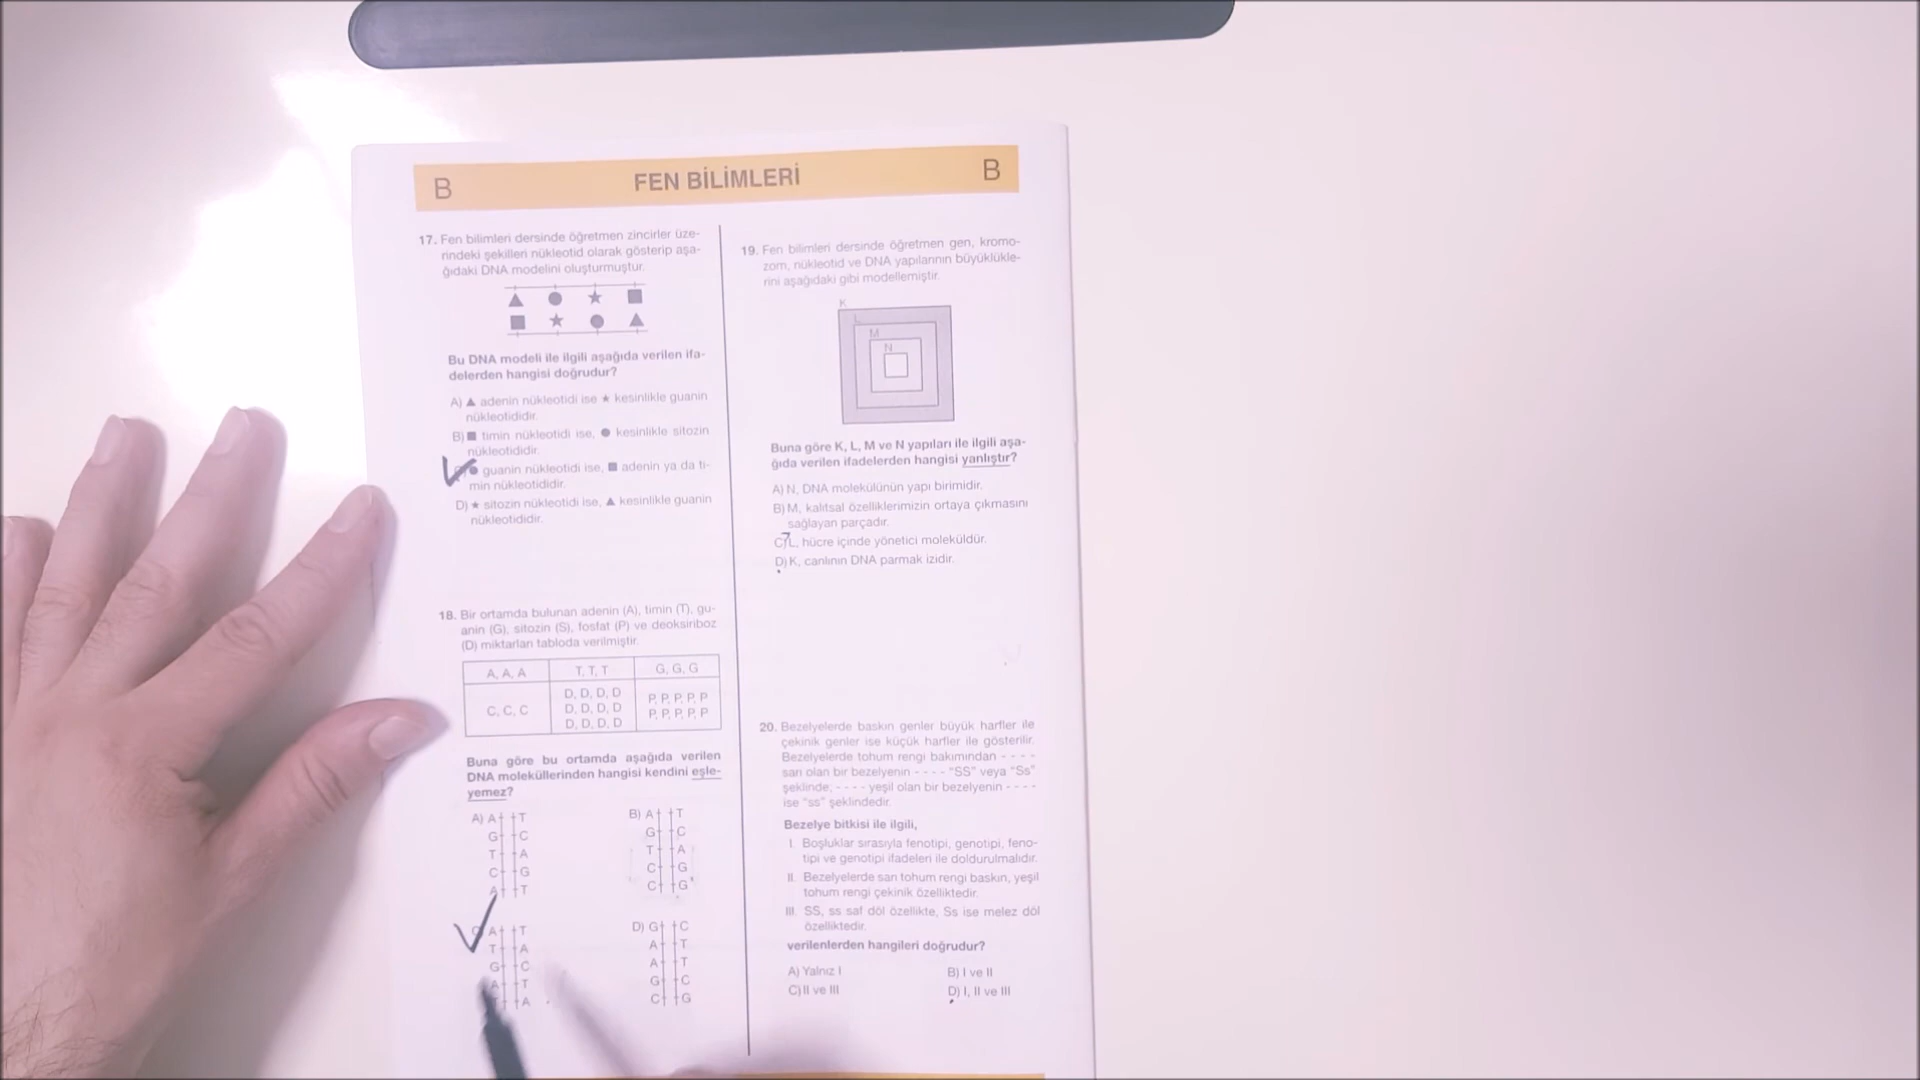 B FEN BİLİMLERİ B
17. Fen bilimleri dersinde öğretmen zincirler üze-
rindeki şekilleri nükleotid olarak gösterip aşa-
ğıdaki DNA modelini oluşturmuştur.
Bu DNA modeli ile ilgili aşağıda verilen ifa-
delerden hangisi doğrudur?
A) ▲ adenin nükleotidi ise ★ kesinlikle guanin
nükleotididir.
B) ■ timin nükleotidi ise, ● kesinlikle sitozin
nükleotididir.
● guanin nükleotidi ise, ■ adenin ya da ti-
min nükleotididir.
D) ★ sitozin nükleotidi ise, ▲ kesinlikle guanin
nükleotididir.
18. Bir ortamda bulunan adenin (A), timin (T), gu-
anin (G), sitozin (S), fosfat (P) ve deoksiriboz
(D) miktarları tabloda verilmiştir.
A, A, A T, T, T G, G, G
C, C, C
D, D, D, D
D, D, D, D
D, D, D, D
P, P, P, P, P
P, P, P, P, P
Buna göre bu ortamda aşağıda verilen
DNA moleküllerinden hangisi kendini eşle-
yemez?
A) A T
G C
T A
C G
A T
B) A T
G C
T A
C G
C G
A T
T A
G C
A T
T A
D) G C
A T
A T
G C
C G
19. Fen bilimleri dersinde öğretmen gen, kromo-
zom, nükleotid ve DNA yapılarının büyüklükle-
rini aşağıdaki gibi modellemiştir.
K
L
M
N
Buna göre K, L, M ve N yapıları ile ilgili aşa-
ğıda verilen ifadelerden hangisi yanlıştır?
A) N, DNA molekülünün yapı birimidir.
B) M, kalıtsal özelliklerimizin ortaya çıkmasını
sağlayan parçadır.
C) L, hücre içinde yönetici moleküldür.
D) K, canlının DNA parmak izidir.
20. Bezelyelerde baskın genler büyük harfler ile
çekinik genler ise küçük harfler ile gösterilir.
Bezelyelerde tohum rengi bakımından - - - -
sarı olan bir bezelyenin - - - - “SS” veya “Ss”
şeklinde; - - - - yeşil olan bir bezelyenin - - - -
ise “ss” şeklindedir.
Bezelye bitkisi ile ilgili,
I. Boşluklar sırasıyla fenotipi, genotipi, feno-
tipi ve genotipi ifadeleri ile doldurulmalıdır.
II. Bezelyelerde sarı tohum rengi baskın, yeşil
tohum rengi çekinik özelliktedir.
III. SS, ss saf döl özellikte, Ss ise melez döl
özelliktedir.
verilenlerden hangileri doğrudur?
A) Yalnız I B) I ve II
C) II ve III D) I, II ve III